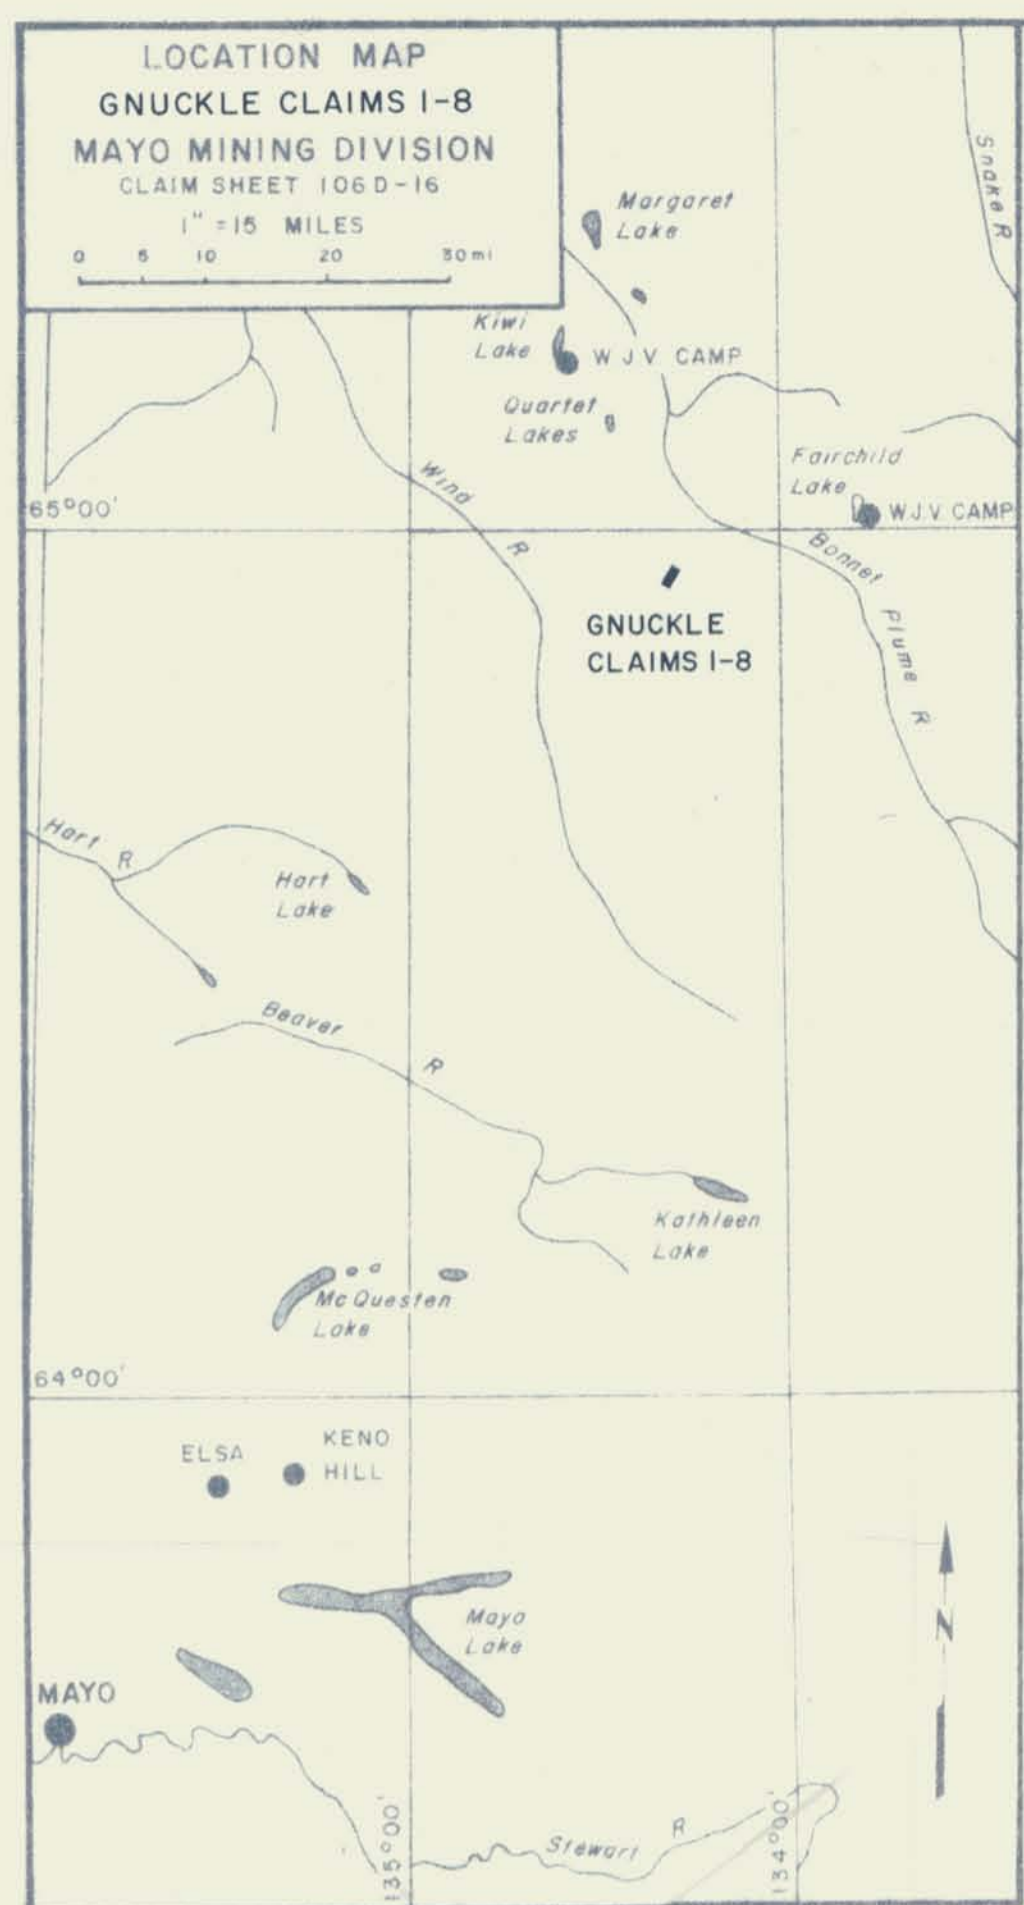 LOCATION MAP
GNUCKLE CLAIMS 1-8
MAYO MINING DIVISION
CLAIM SHEET 106D-16
1" = 15 MILES
0 5 10 20 30 mi
Snake R
Margaret
Lake
Kiwi
Lake
W J V CAMP
Quartet
Lakes
Fairchild
Lake
W.J.V. CAMP
65°00'
Wind R
Bonnet Plume R
GNUCKLE
CLAIMS 1-8
Hart R
Hart
Lake
Beaver R
Kathleen
Lake
Mc Questen
Lake
64°00'
ELSA
KENO
HILL
Mayo
Lake
MAYO
N
135°00'
134°00'
Stewart R